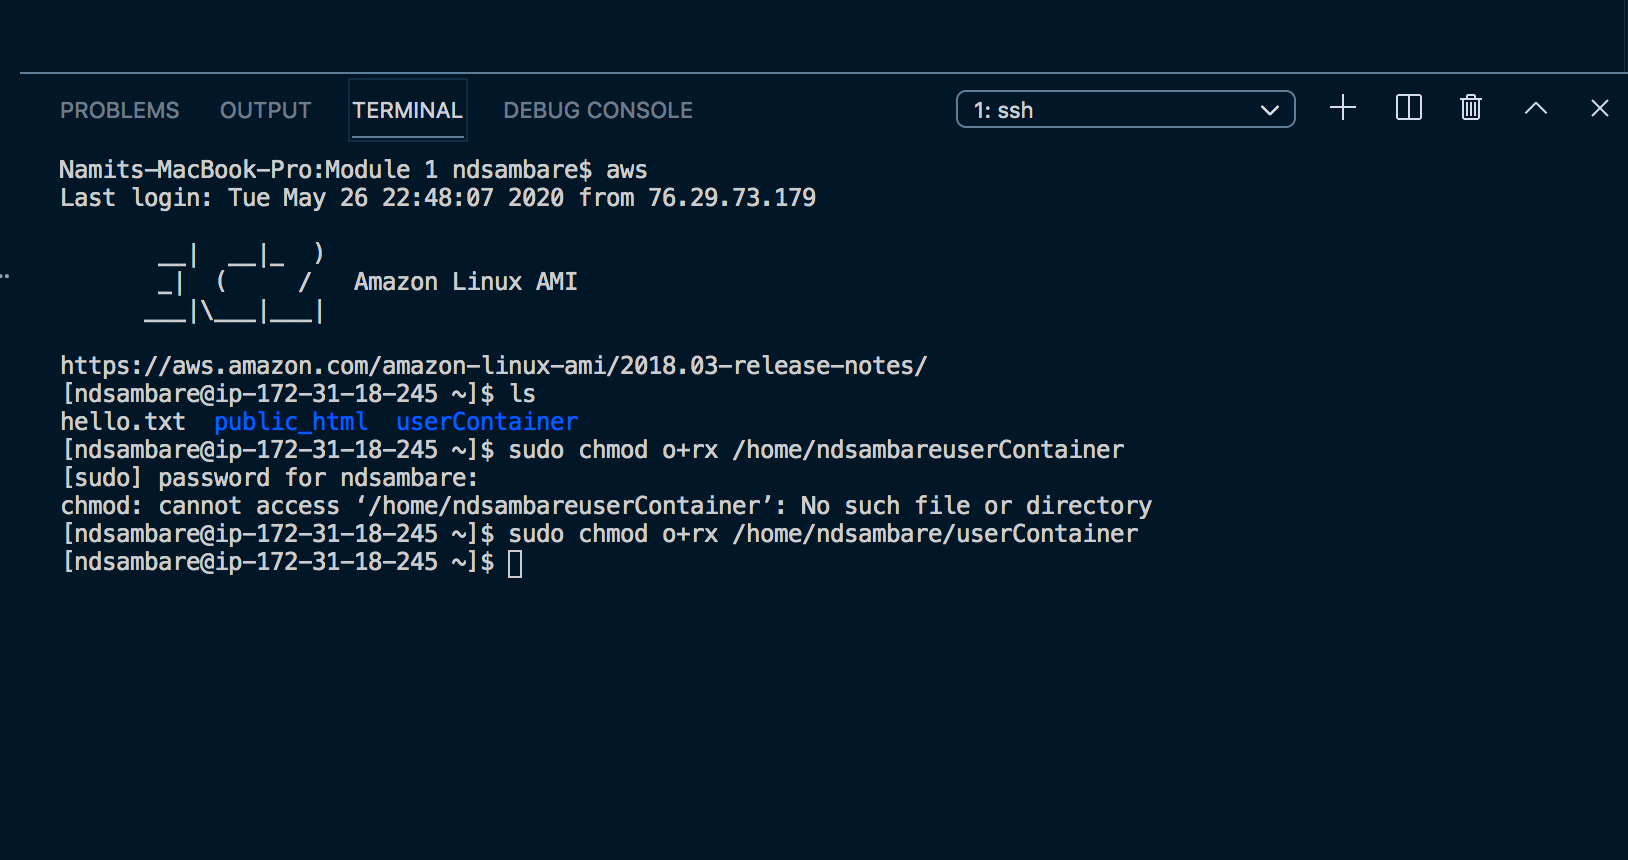 PROBLEMS OUTPUT TERMINAL DEBUG CONSOLE 1: ssh
Namits-MacBook-Pro:Module 1 ndsambare$ aws
Last login: Tue May 26 22:48:07 2020 from 76.29.73.179
       __|  __|_  )
       _|  (     /   Amazon Linux AMI
      ___|\___|___|
https://aws.amazon.com/amazon-linux-ami/2018.03-release-notes/
[ndsambare@ip-172-31-18-245 ~]$ ls
hello.txt  public_html  userContainer
[ndsambare@ip-172-31-18-245 ~]$ sudo chmod o+rx /home/ndsambareuserContainer
[sudo] password for ndsambare:
chmod: cannot access ‘/home/ndsambareuserContainer’: No such file or directory
[ndsambare@ip-172-31-18-245 ~]$ sudo chmod o+rx /home/ndsambare/userContainer
[ndsambare@ip-172-31-18-245 ~]$